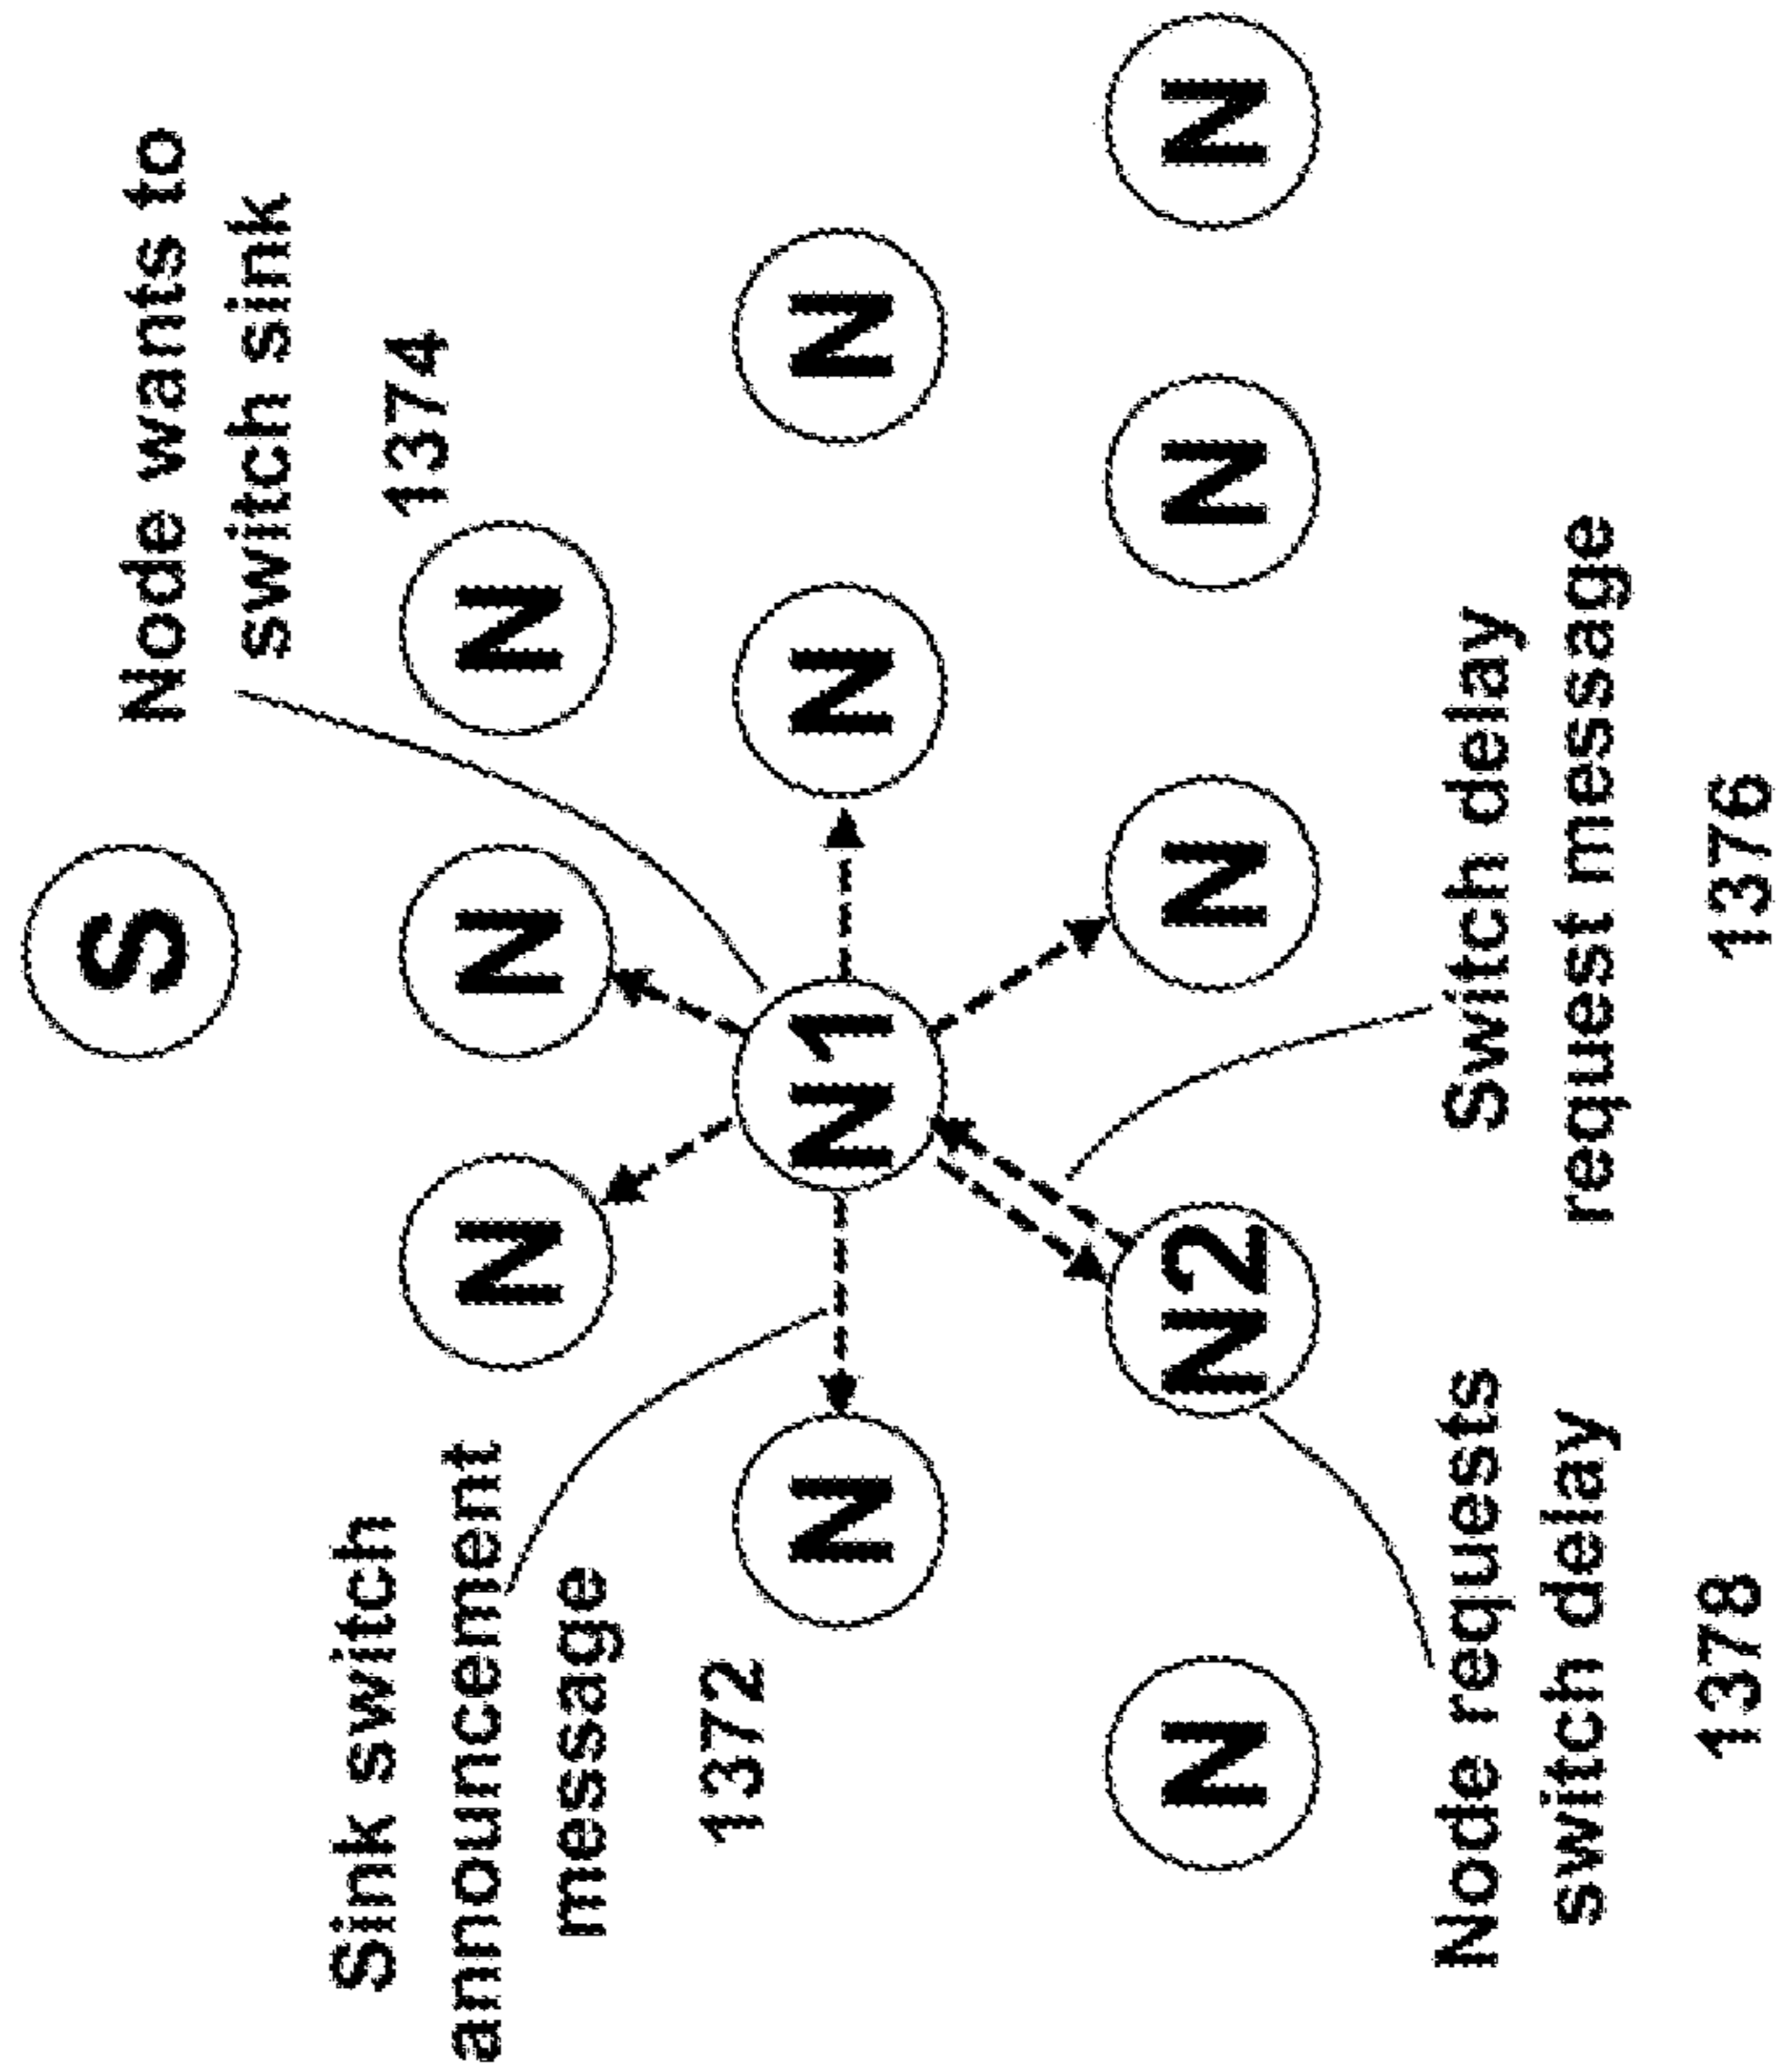 S
Node wants to
switch sink
1374
Sink switch
announcement
message
1372
N
N
N
N
N1
N
N
N
N2
N
N
N
Node requests
switch delay
1378
Switch delay
request message
1376